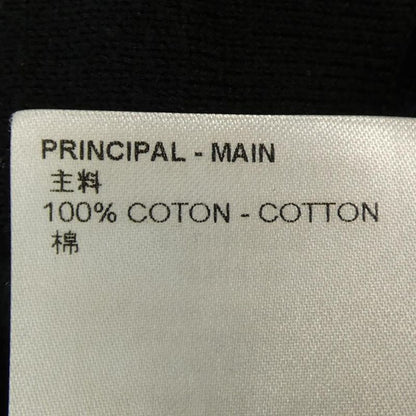 PRINCIPAL - MAIN
主料
100% COTON - COTTON
棉